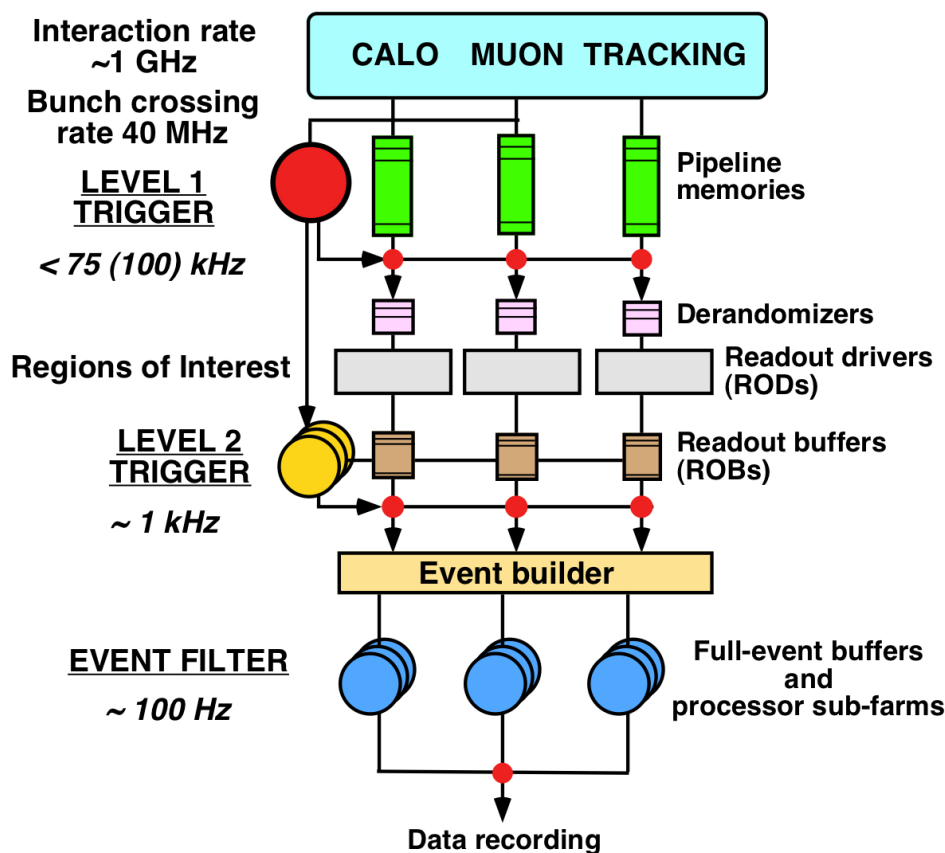 Interaction rate
~1 GHz
CALO MUON TRACKING
Bunch crossing
rate 40 MHz
Pipeline
memories
LEVEL 1
TRIGGER
< 75 (100) kHz
Derandomizers
Regions of Interest
Readout drivers
(RODs)
LEVEL 2
TRIGGER
Readout buffers
(ROBs)
~ 1 kHz
Event builder
EVENT FILTER
~ 100 Hz
Full-event buffers
and
processor sub-farms
Data recording